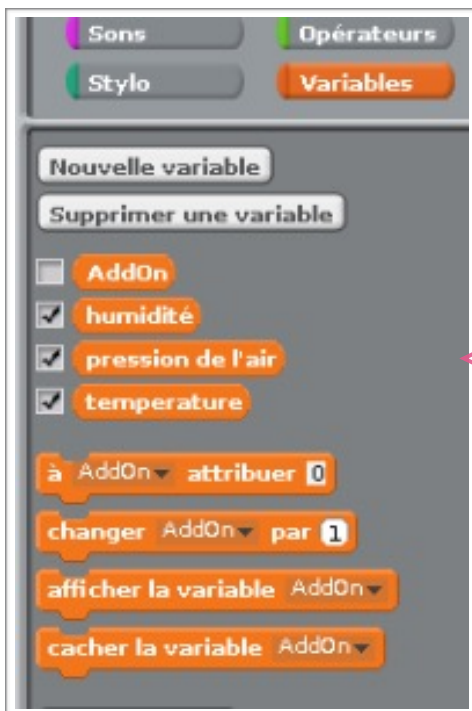 Sons Opérateurs
Stylo Variables
Nouvelle variable
Supprimer une variable
AddOn
humidité
pression de l'air
temperature
à AddOn attribuer 0
changer AddOn par 1
afficher la variable AddOn
cacher la variable AddOn